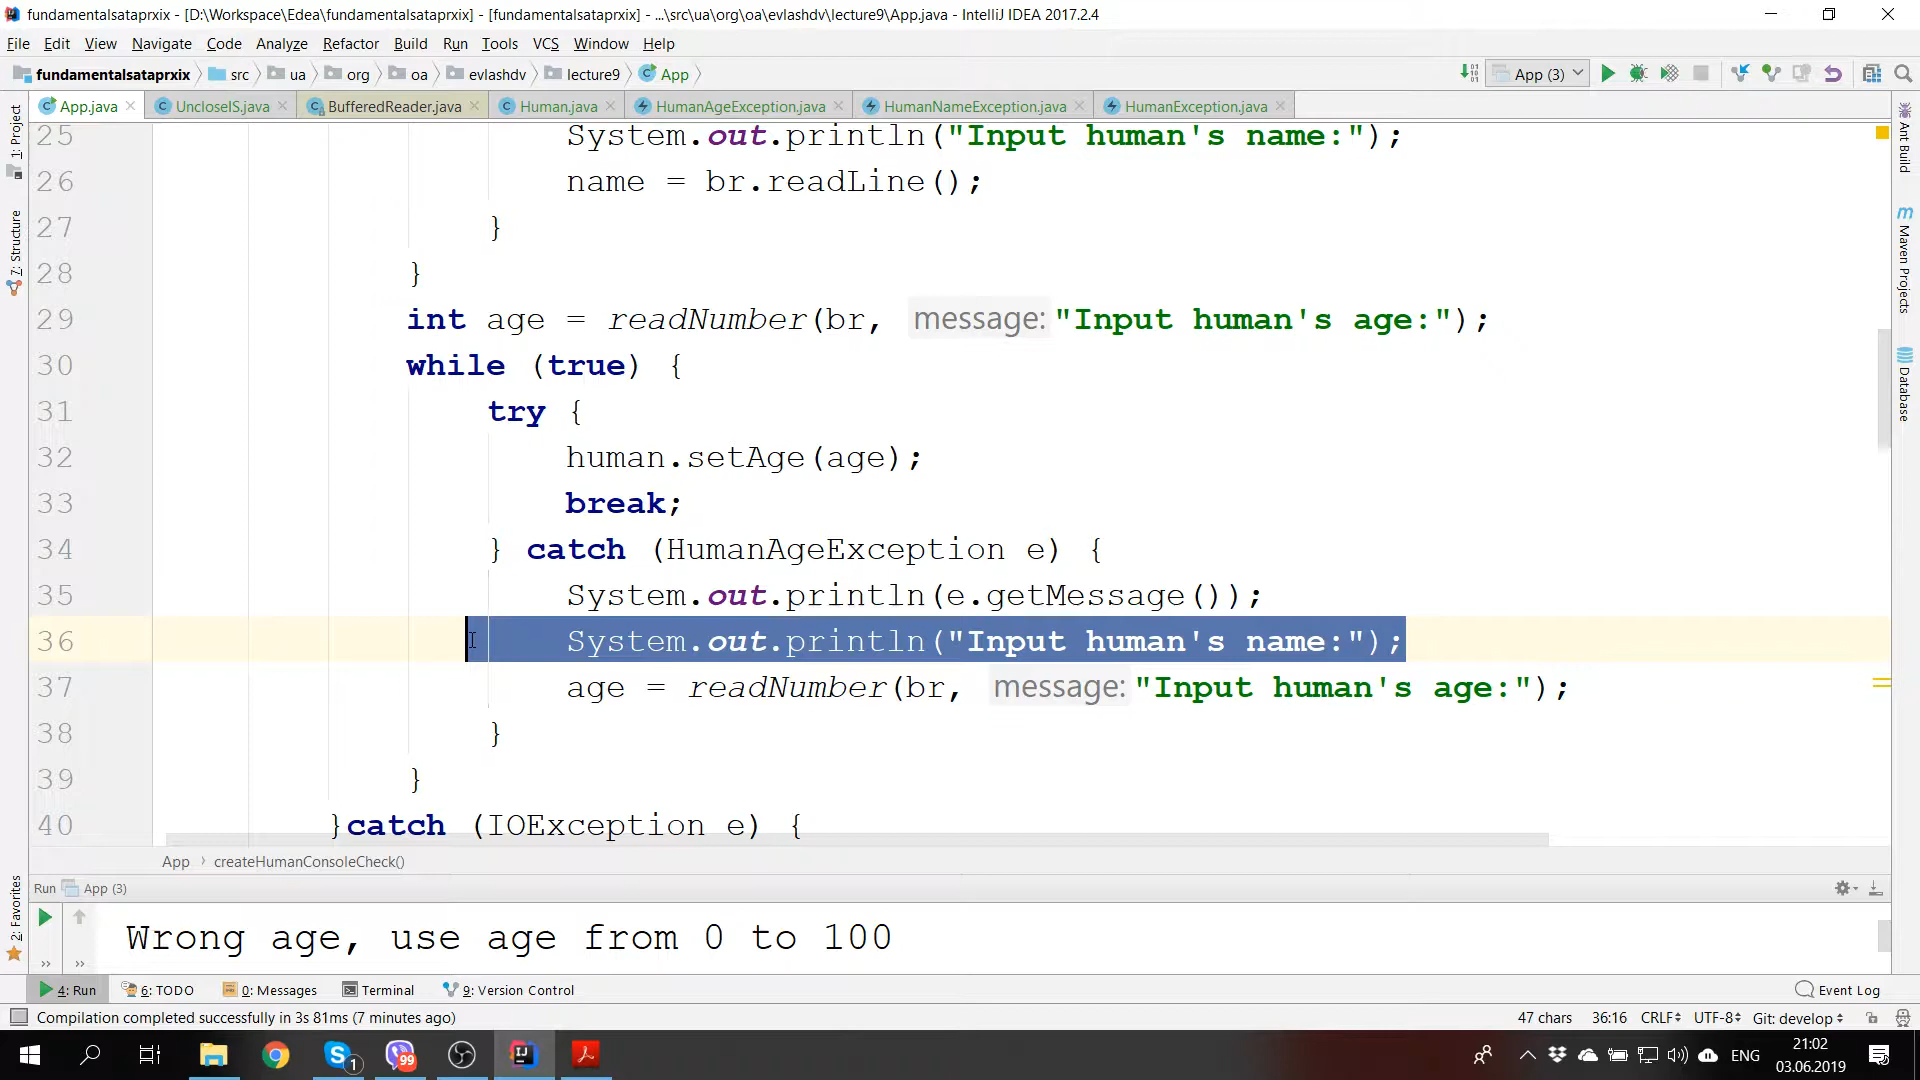 fundamentalsataprxix - [D:\Workspace\Edea\fundamentalsataprxix] - [fundamentalsataprxix] - ...\src\ua\org\oa\evlashdv\lecture9\App.java - IntelliJ IDEA 2017.2.4
File Edit View Navigate Code Analyze Refactor Build Run Tools VCS Window Help
fundamentalsataprxix src ua org oa evlashdv lecture9 App App (3)
App.java UncloseIS.java BufferedReader.java Human.java HumanAgeException.java HumanNameException.java HumanException.java
1: Project
7: Structure
2: Favorites
25 System.out.println("Input human's name:");
26 name = br.readLine();
27 }
28 }
29 int age = readNumber(br, message: "Input human's age:");
30 while (true) {
31 try {
32 human.setAge(age);
33 break;
34 } catch (HumanAgeException e) {
35 System.out.println(e.getMessage());
36 System.out.println("Input human's name:");
37 age = readNumber(br, message: "Input human's age:");
38 }
39 }
40 }catch (IOException e) {
Ant Build
Maven Projects
Database
App createHumanConsoleCheck()
Run App (3)
Wrong age, use age from 0 to 100
4: Run 6: TODO 0: Messages Terminal 9: Version Control Event Log
Compilation completed successfully in 3s 81ms (7 minutes ago) 47 chars 36:16 CRLF UTF-8 Git: develop
1 99 ENG 21:02
03.06.2019